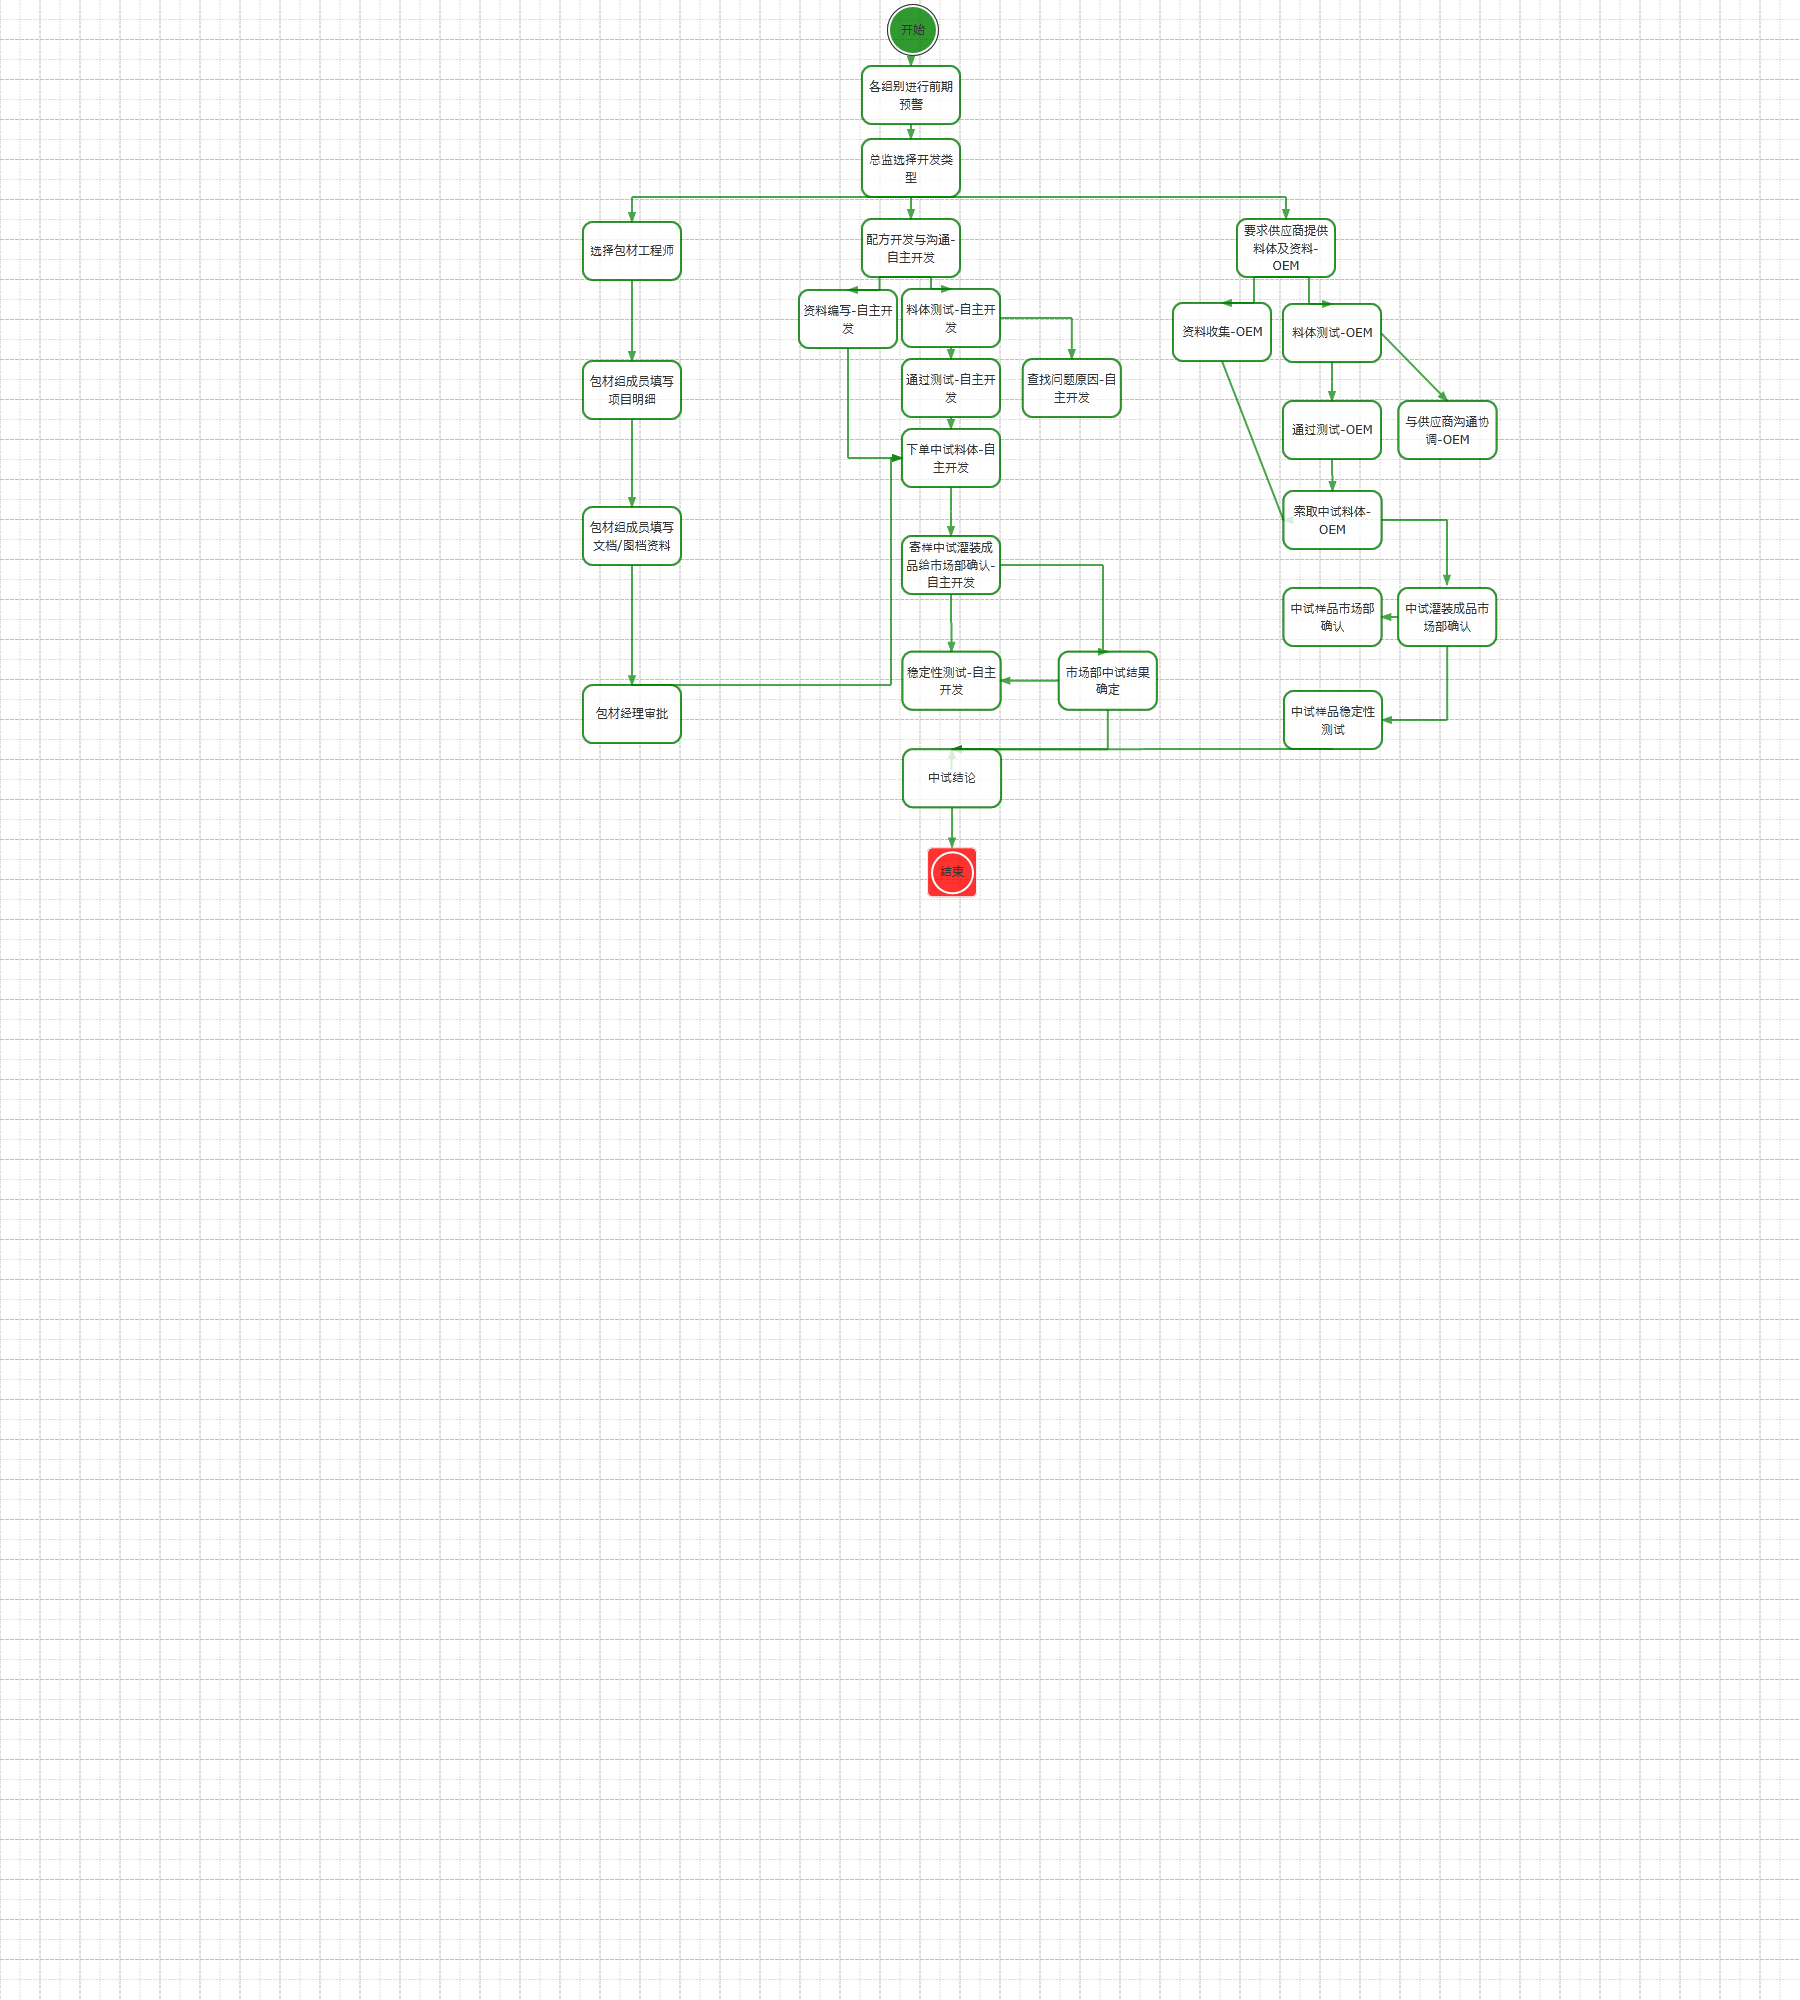 开始
各组别进行前期
预警
总监选择开发类
型
选择包材工程师
配方开发与沟通-
自主开发
要求供应商提供
料体及资料-
OEM
资料编写-自主开
发
料体测试-自主开
发
资料收集-OEM
料体测试-OEM
包材组成员填写
项目明细
通过测试-自主开
发
查找问题原因-自
主开发
通过测试-OEM
与供应商沟通协
调-OEM
下单中试料体-自
主开发
包材组成员填写
文档/图档资料
索取中试料体-
OEM
寄样中试灌装成
品给市场部确认-
自主开发
中试样品市场部
确认
中试灌装成品市
场部确认
稳定性测试-自主
开发
市场部中试结果
确定
包材经理审批
中试样品稳定性
测试
中试结论
结束